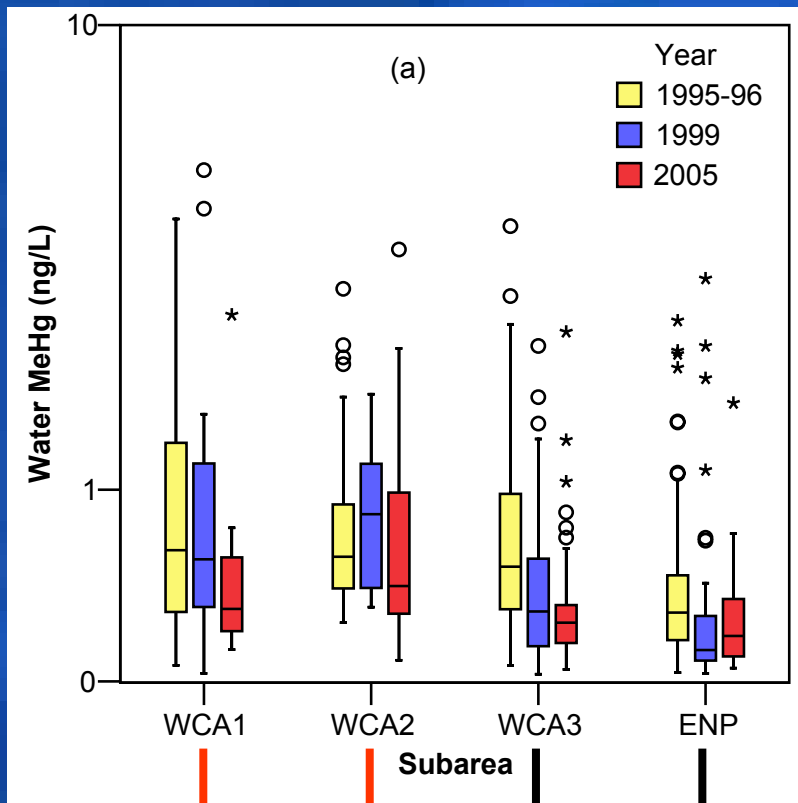 10
(a)
Year
1995-96
1999
2005
Water MeHg (ng/L)
1
0
WCA1 WCA2 WCA3 ENP
Subarea